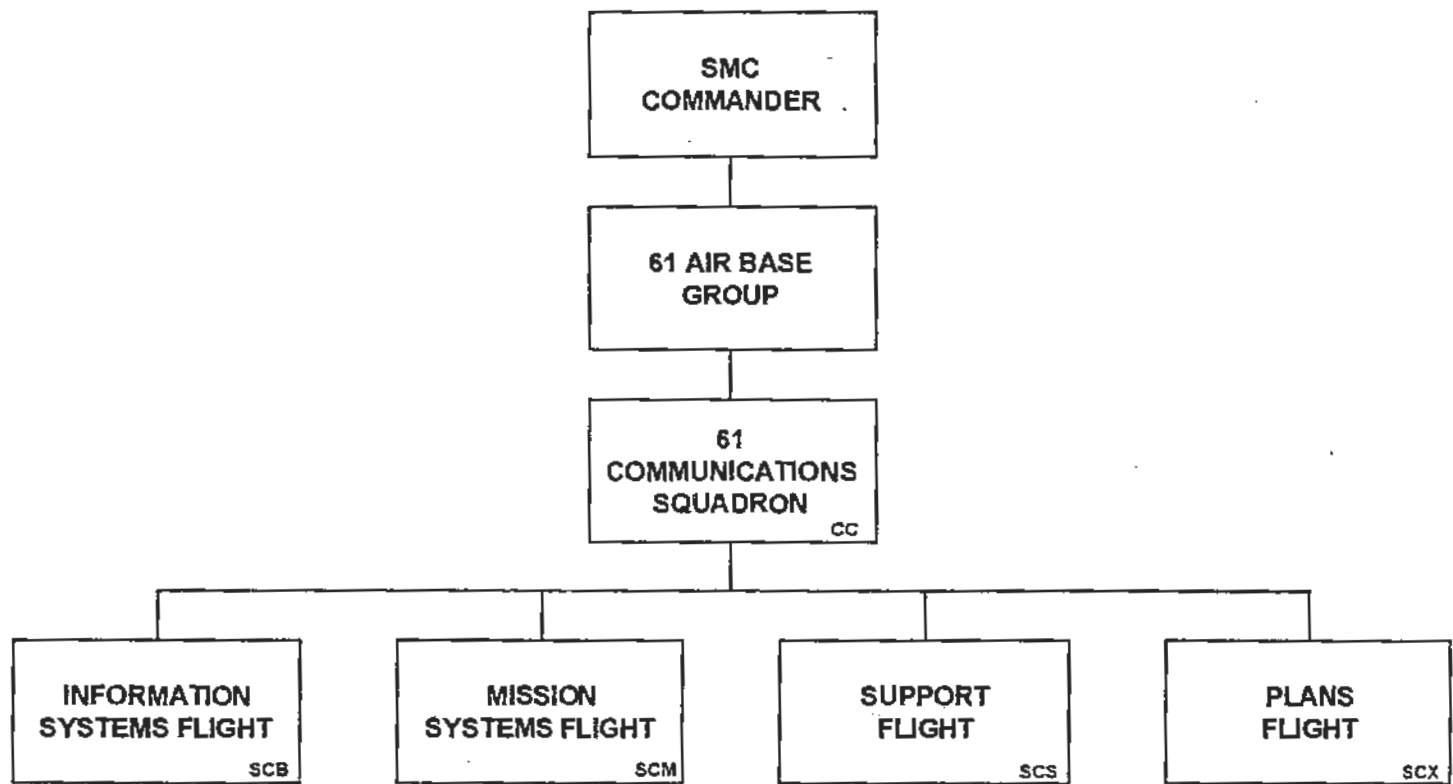 SMC
COMMANDER
61 AIR BASE
GROUP
61
COMMUNICATIONS
SQUADRON
CC
INFORMATION
SYSTEMS FLIGHT
SCB
MISSION
SYSTEMS FLIGHT
SCM
SUPPORT
FLIGHT
SCS
PLANS
FLIGHT
SCX